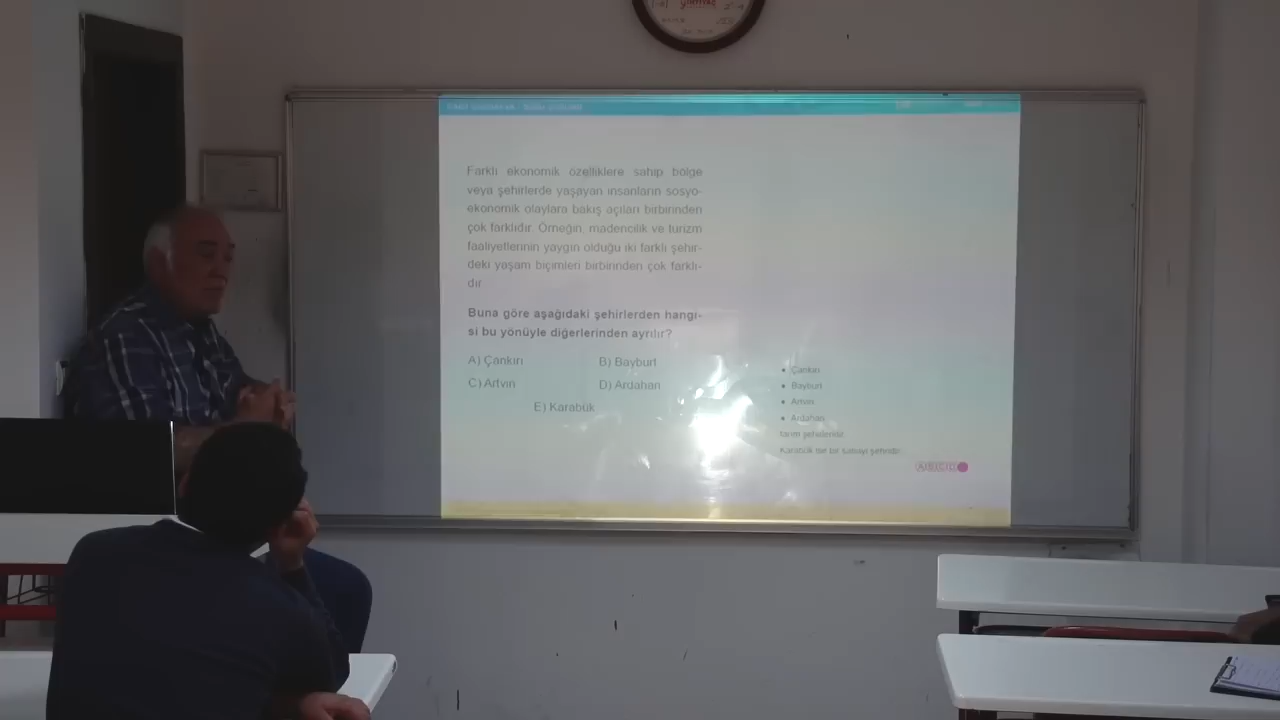 Farklı ekonomik özelliklere sahip bölge
veya şehirlerde yaşayan insanların sosyo-
ekonomik olaylara bakış açıları birbirinden
çok farklıdır. Örneğin, madencilik ve turizm
faaliyetlerinin yaygın olduğu iki farklı şehir-
deki yaşam biçimleri birbirinden çok farklı-
dır.
Buna göre aşağıdaki şehirlerden hangi-
si bu yönüyle diğerlerinden ayrılır?
A) Çankırı B) Bayburt
C) Artvin D) Ardahan
E) Karabük
• Çankırı
• Bayburt
• Artvin
• Ardahan
tarım şehirleridir.
Karabük ise bir sanayi şehridir.